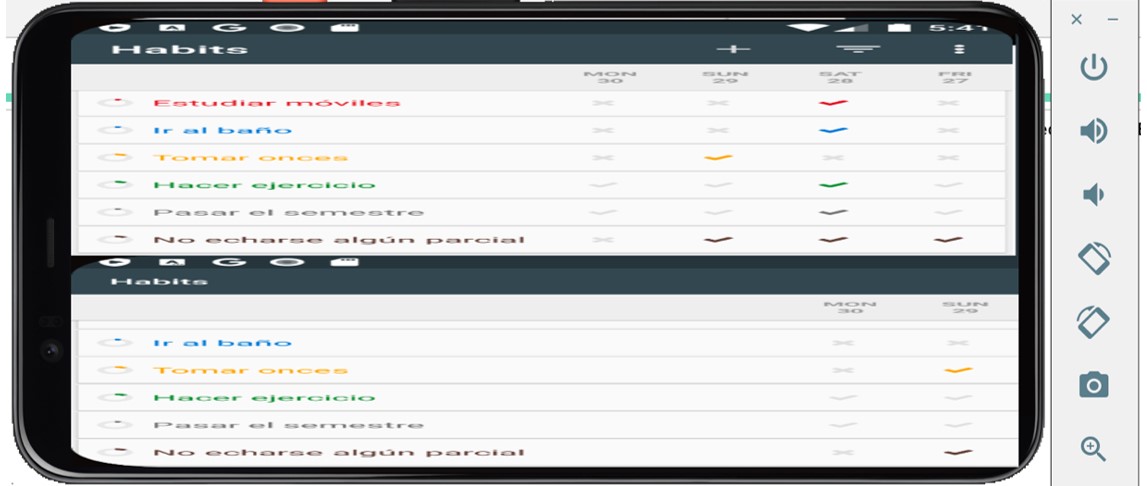 5:41
Habits
MON SUN SAT FRI
30 29 28 27
Estudiar móviles
Ir al baño
Tomar onces
Hacer ejercicio
Pasar el semestre
No echarse algún parcial
Habits
MON SUN
30 29
Ir al baño
Tomar onces
Hacer ejercicio
Pasar el semestre
No echarse algún parcial